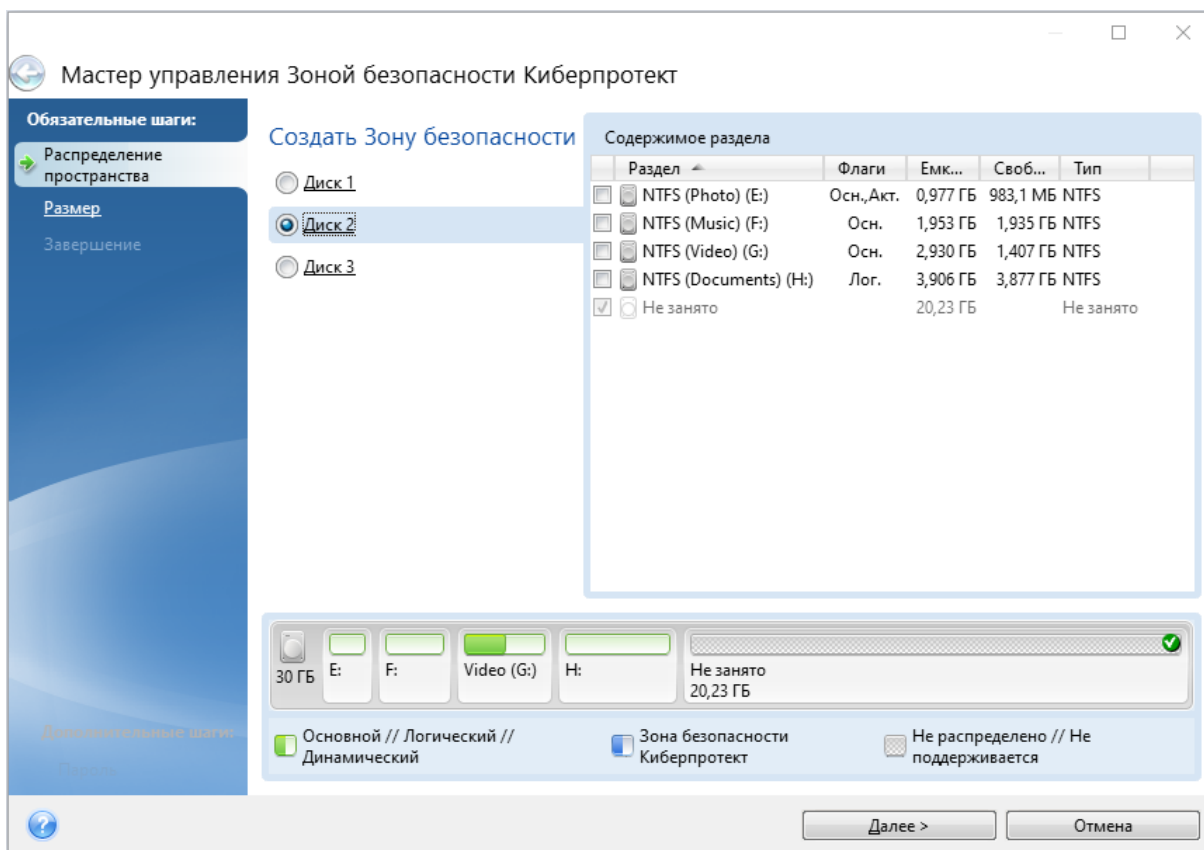 Мастер управления Зоной безопасности Киберпротект
Обязательные шаги:
Распределение
пространства
Размер
Завершение
Дополнительные шаги:
Пароль
Создать Зону безопасности
Диск 1
Диск 2
Диск 3
Содержимое раздела
Раздел Флаги Емк... Своб... Тип
NTFS (Photo) (E:) Осн.,Акт. 0,977 ГБ 983,1 МБ NTFS
NTFS (Music) (F:) Осн. 1,953 ГБ 1,935 ГБ NTFS
NTFS (Video) (G:) Осн. 2,930 ГБ 1,407 ГБ NTFS
NTFS (Documents) (H:) Лог. 3,906 ГБ 3,877 ГБ NTFS
Не занято 20,23 ГБ Не занято
30 ГБ E: F: Video (G:) H: Не занято
20,23 ГБ
Основной // Логический //
Динамический
Зона безопасности
Киберпротект
Не распределено // Не
поддерживается
Далее > Отмена